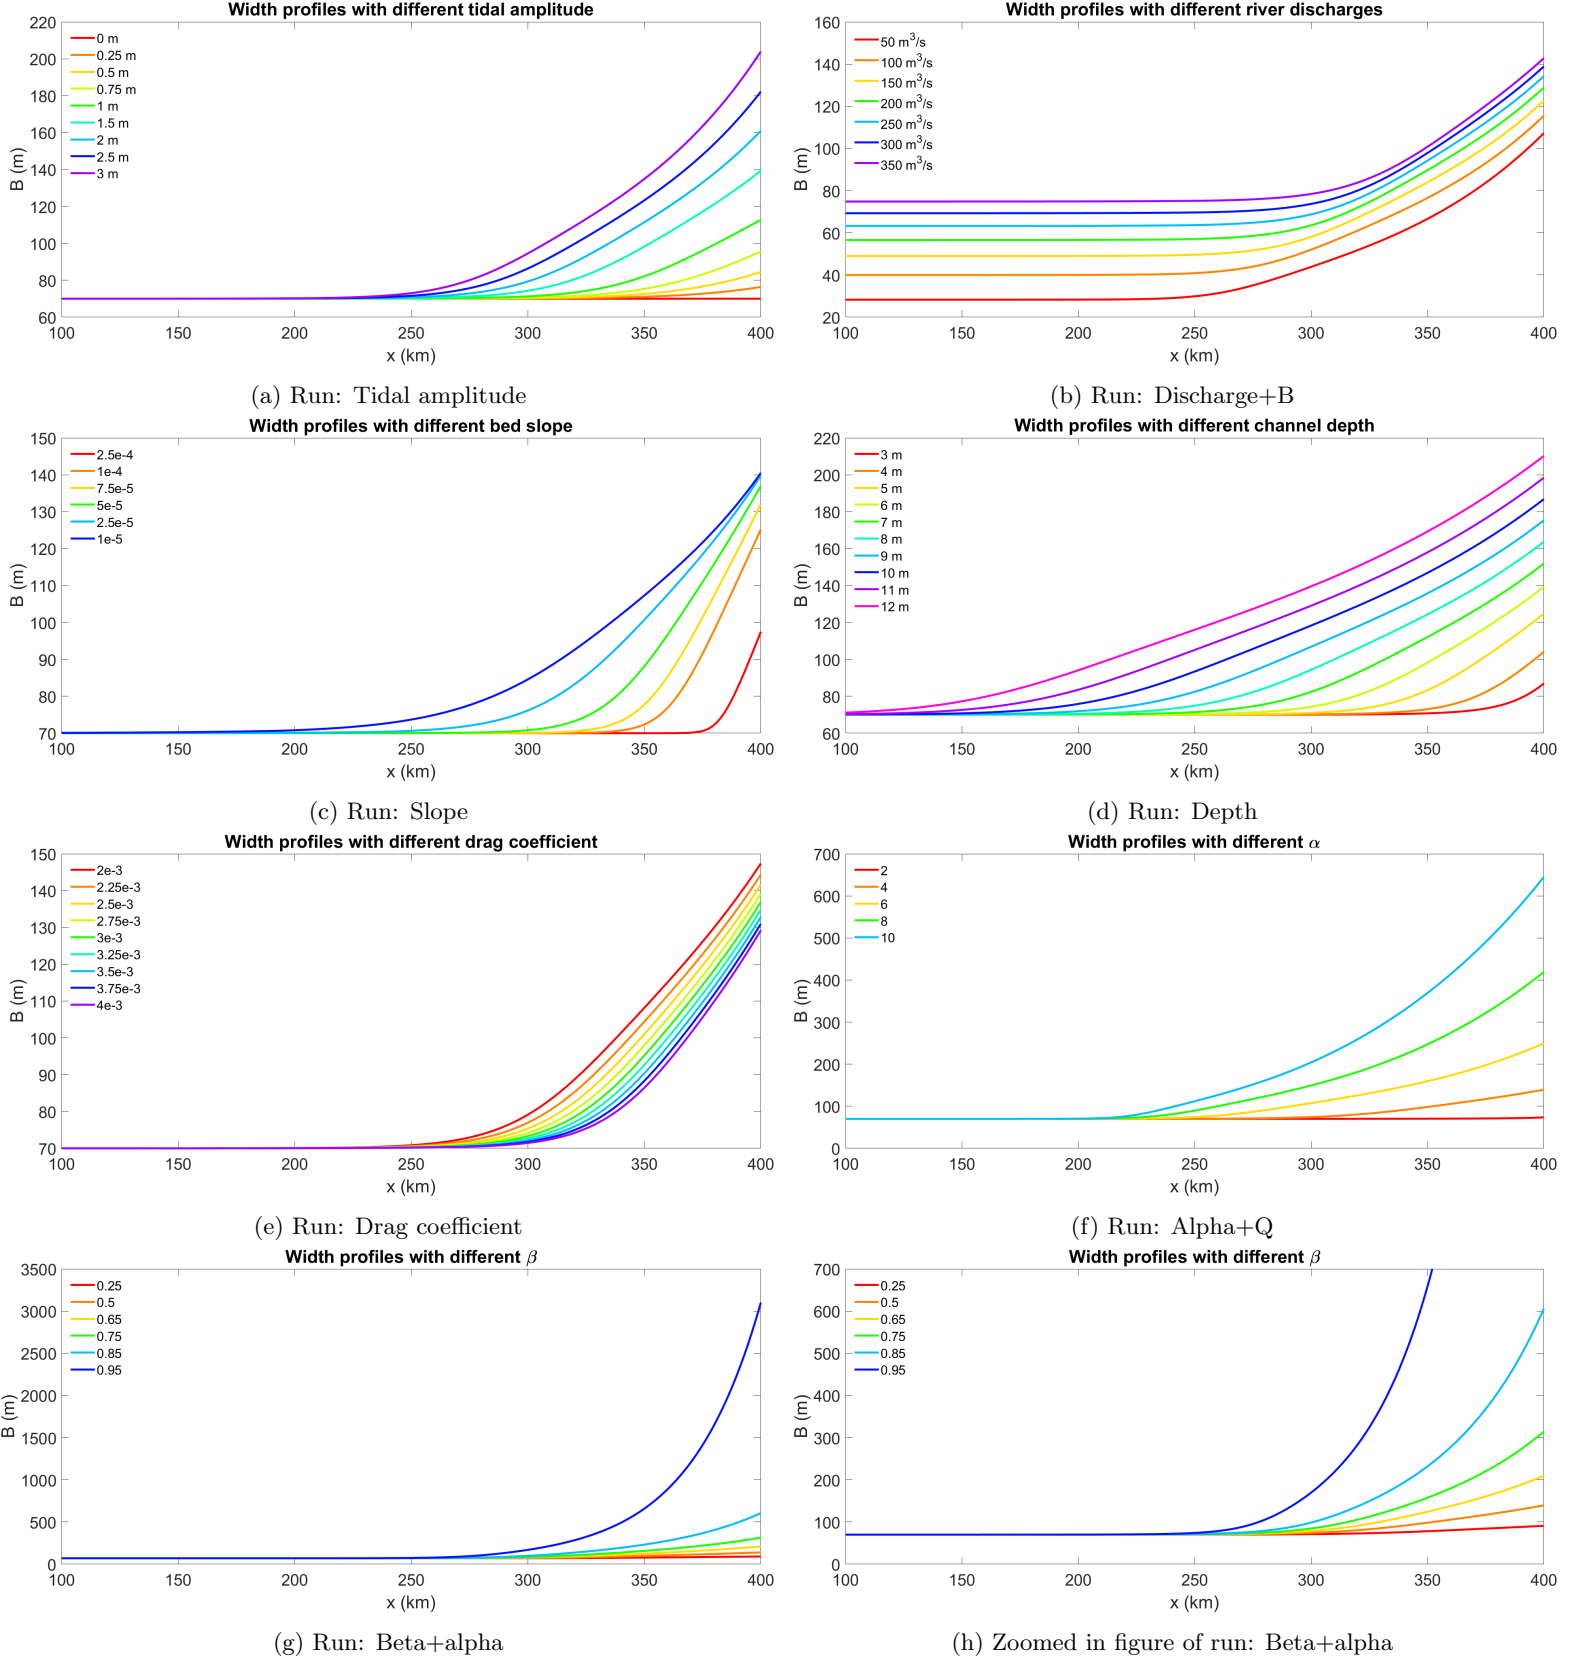 Width profiles with different tidal amplitude
220
200
180
160
140
120
100
80
60
B (m)
0 m
0.25 m
0.5 m
0.75 m
1 m
1.5 m
2 m
2.5 m
3 m
100 150 200 250 300 350 400
x (km)
(a) Run: Tidal amplitude
Width profiles with different river discharges
160
140
120
100
80
60
40
20
B (m)
50 m³/s
100 m³/s
150 m³/s
200 m³/s
250 m³/s
300 m³/s
350 m³/s
100 150 200 250 300 350 400
x (km)
(b) Run: Discharge+B
Width profiles with different bed slope
150
140
130
120
110
100
90
80
70
B (m)
2.5e-4
1e-4
7.5e-5
5e-5
2.5e-5
1e-5
100 150 200 250 300 350 400
x (km)
(c) Run: Slope
Width profiles with different channel depth
220
200
180
160
140
120
100
80
60
B (m)
3 m
4 m
5 m
6 m
7 m
8 m
9 m
10 m
11 m
12 m
100 150 200 250 300 350 400
x (km)
(d) Run: Depth
Width profiles with different drag coefficient
150
140
130
120
110
100
90
80
70
B (m)
2e-3
2.25e-3
2.5e-3
2.75e-3
3e-3
3.25e-3
3.5e-3
3.75e-3
4e-3
100 150 200 250 300 350 400
x (km)
(e) Run: Drag coefficient
Width profiles with different α
700
600
500
400
300
200
100
0
B (m)
2
4
6
8
10
100 150 200 250 300 350 400
x (km)
(f) Run: Alpha+Q
Width profiles with different β
3500
3000
2500
2000
1500
1000
500
0
B (m)
0.25
0.5
0.65
0.75
0.85
0.95
100 150 200 250 300 350 400
x (km)
(g) Run: Beta+alpha
Width profiles with different β
700
600
500
400
300
200
100
0
B (m)
0.25
0.5
0.65
0.75
0.85
0.95
100 150 200 250 300 350 400
x (km)
(h) Zoomed in figure of run: Beta+alpha